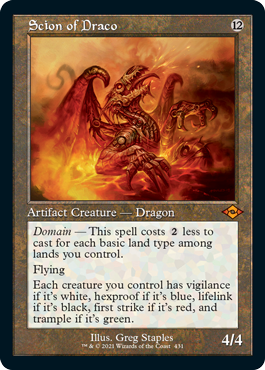 Scion of Draco 12
Artifact Creature — Dragon
Domain — This spell costs 2 less to
cast for each basic land type among
lands you control.
Flying
Each creature you control has vigilance
if it's white, hexproof if it's blue, lifelink
if it's black, first strike if it's red, and
trample if it's green.
Illus. Greg Staples
™ & © 2021 Wizards of the Coast 431
4/4